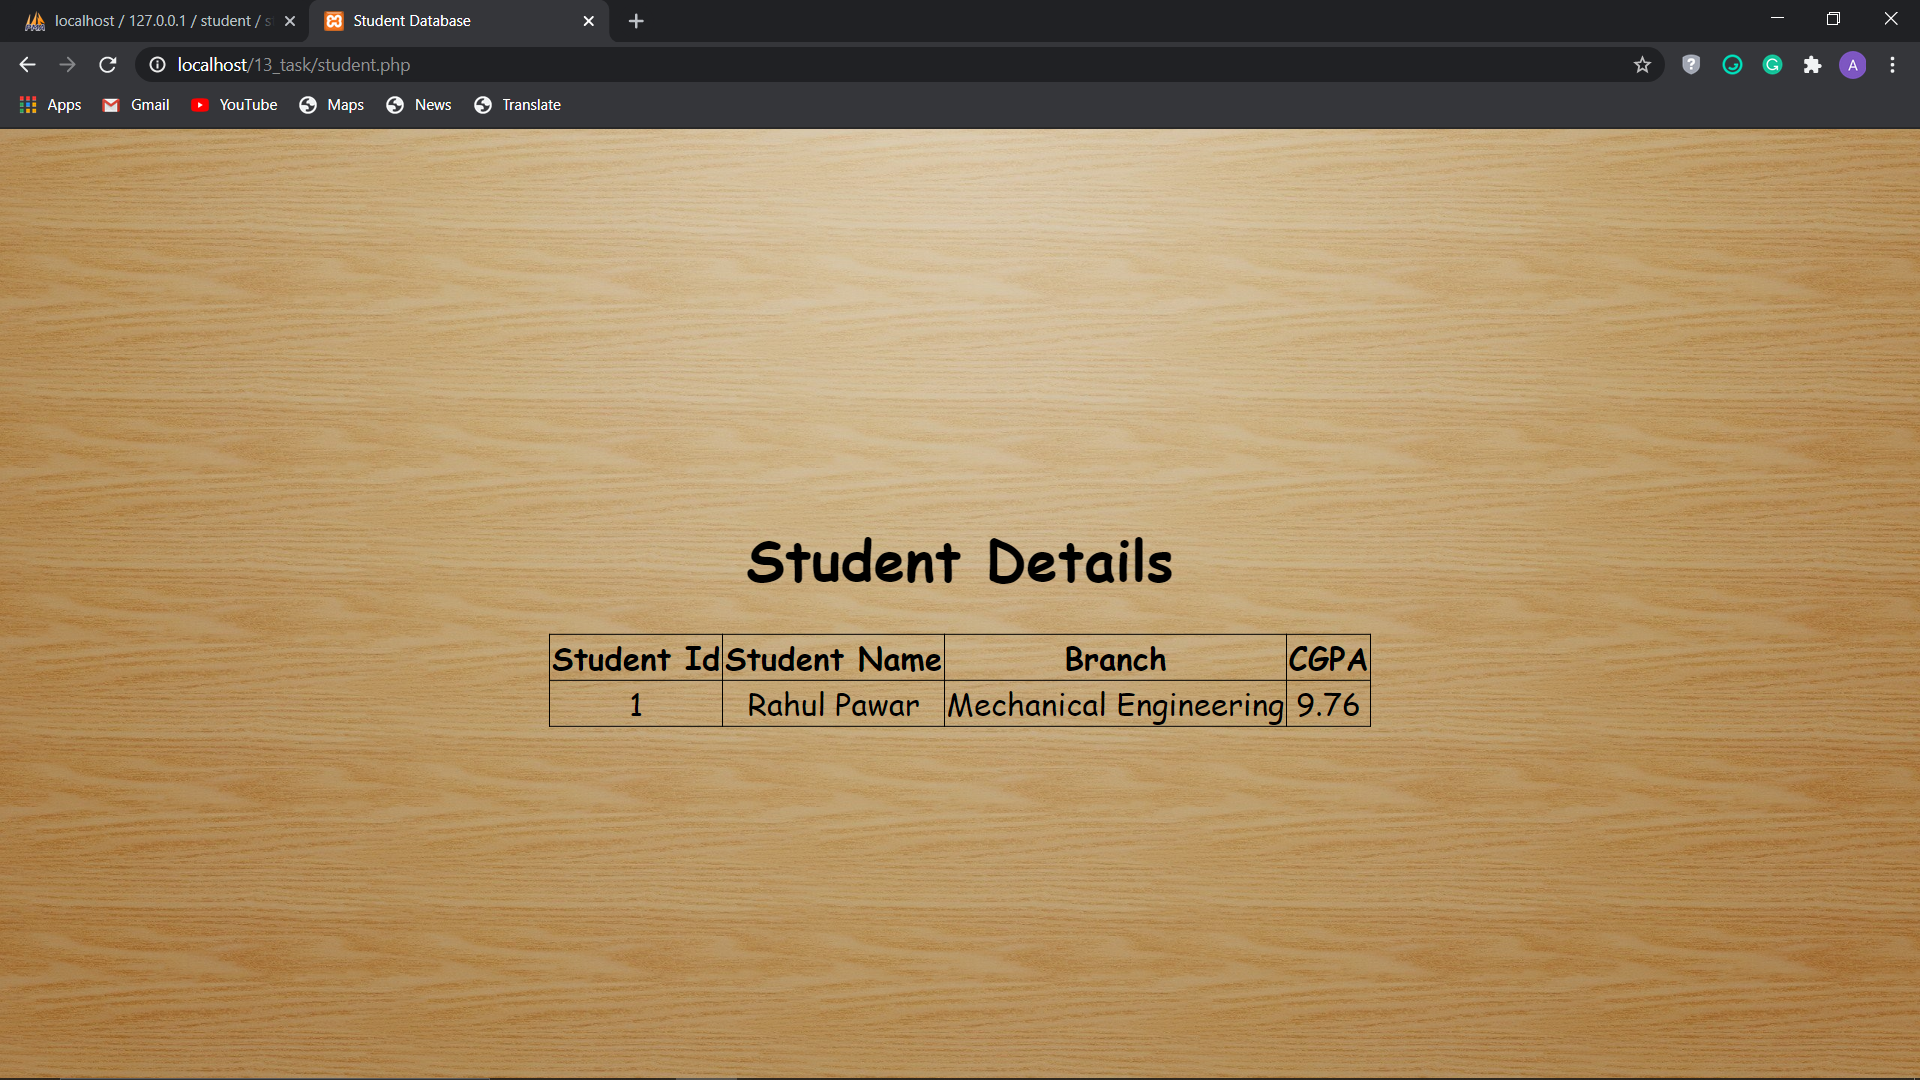 localhost / 127.0.0.1 / student / s
Student Database
localhost/13_task/student.php
A
Apps Gmail YouTube Maps News Translate
Student Details
Student Id Student Name Branch CGPA
1 Rahul Pawar Mechanical Engineering 9.76